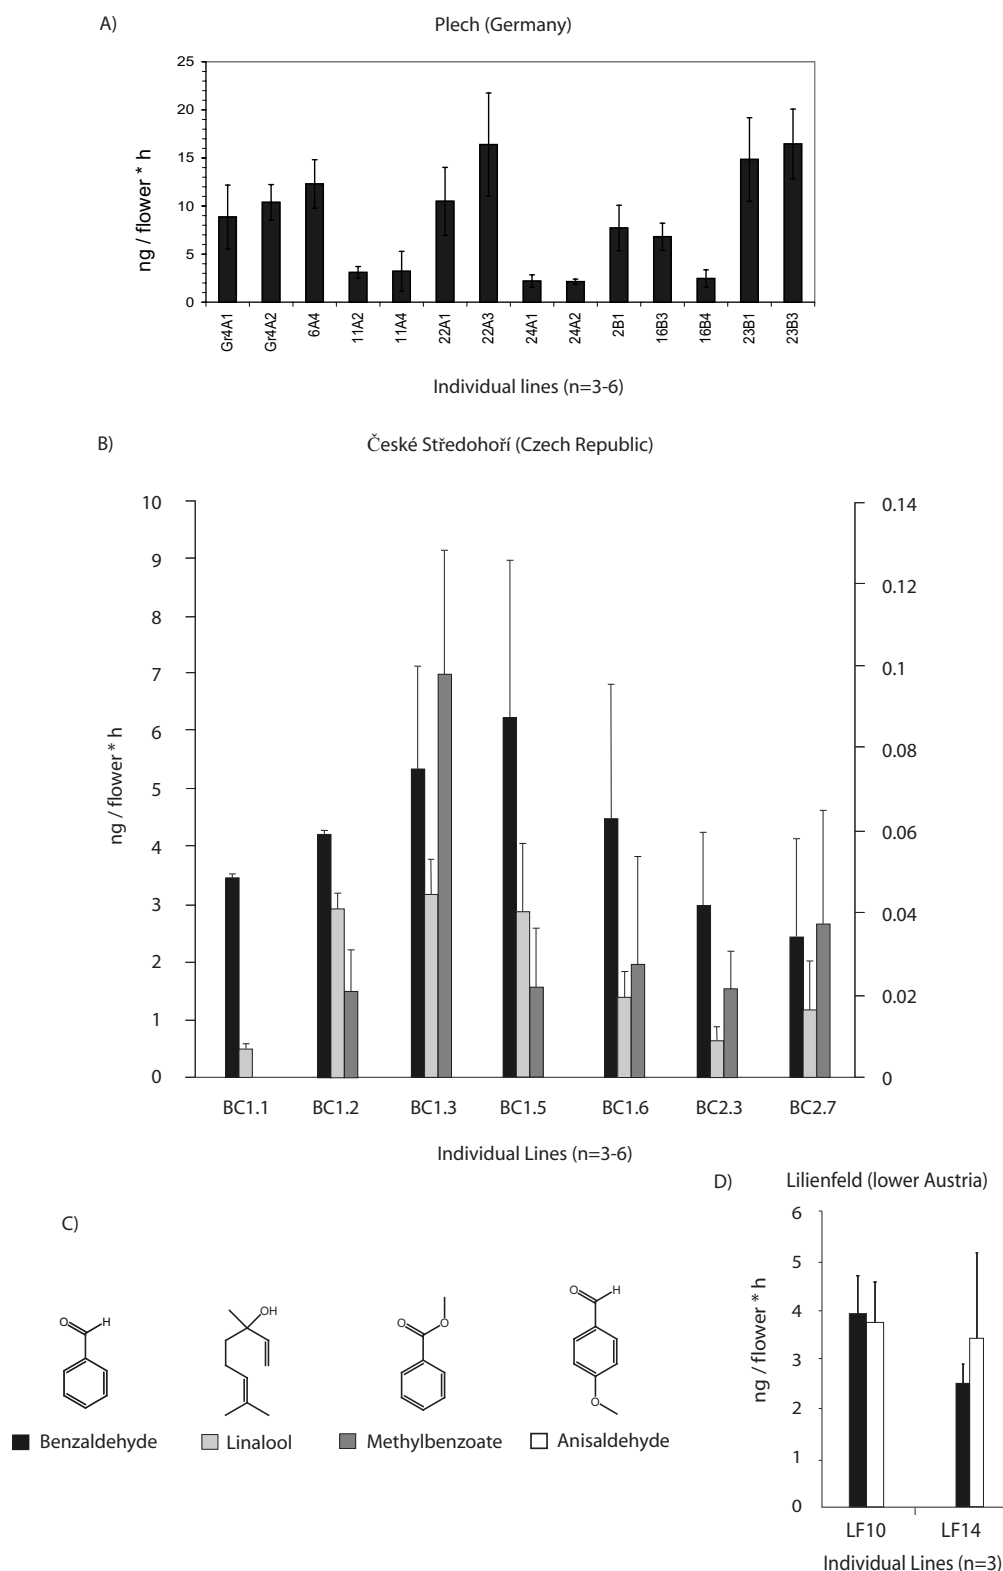 A)
Plech (Germany)
25
20
15
10
5
0
ng / flower * h
Gr4A1
Gr4A2
6A4
11A2
11A4
22A1
22A3
24A1
24A2
2B1
16B3
16B4
23B1
23B3
Individual lines (n=3-6)
B)
České Středohoří (Czech Republic)
10
9
8
7
6
5
4
3
2
1
0
ng / flower * h
0.14
0.12
0.1
0.08
0.06
0.04
0.02
0
BC1.1
BC1.2
BC1.3
BC1.5
BC1.6
BC2.3
BC2.7
Individual Lines (n=3-6)
C)
O
H
OH
O
O
O
H
O
Benzaldehyde
Linalool
Methylbenzoate
Anisaldehyde
D)
Lilienfeld (lower Austria)
6
5
4
3
2
1
0
ng / flower * h
LF10
LF14
Individual Lines (n=3)